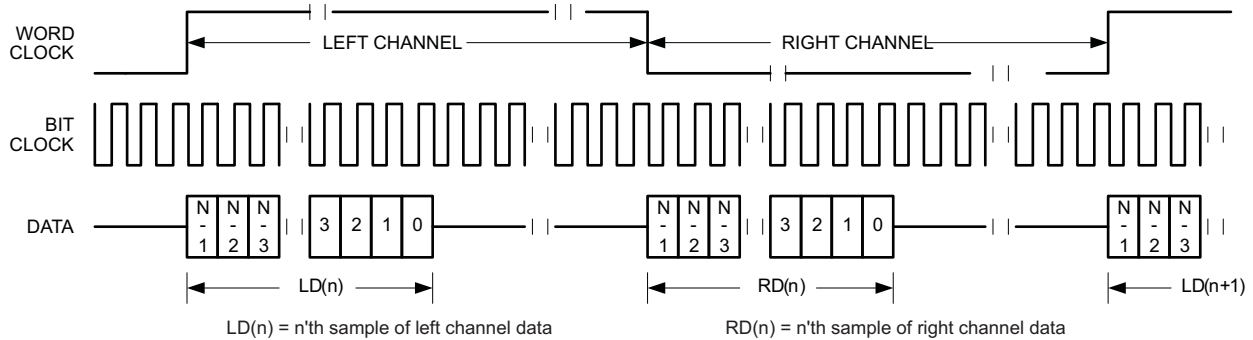 WORD
CLOCK
LEFT CHANNEL
RIGHT CHANNEL
BIT
CLOCK
DATA
N-1 N-2 N-3 3 2 1 0 N-1 N-2 N-3 3 2 1 0 N-1 N-2 N-3
LD(n) RD(n) LD(n+1)
LD(n) = n'th sample of left channel data
RD(n) = n'th sample of right channel data